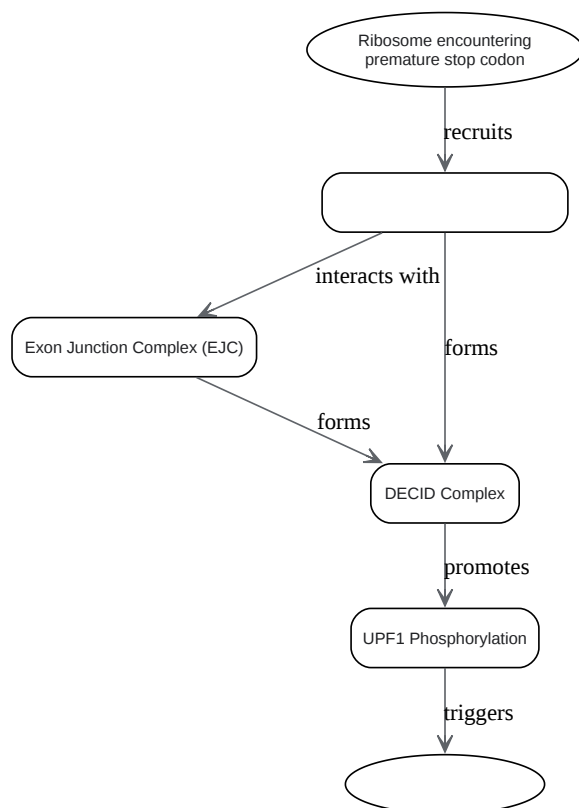 Ribosome encountering
premature stop codon
recruits
interacts with
Exon Junction Complex (EJC)
forms
forms
DECID Complex
promotes
UPF1 Phosphorylation
triggers